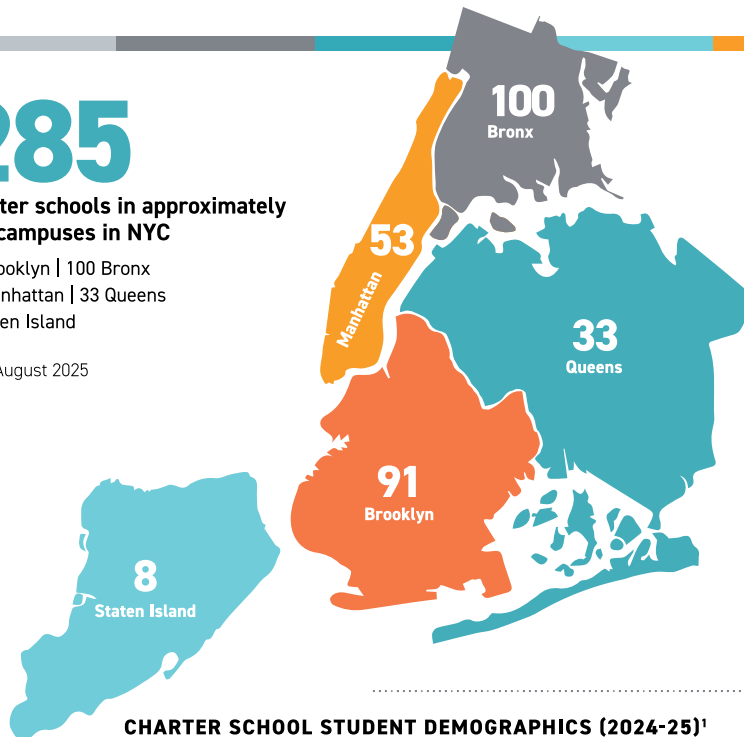 285
ter schools in approximately
campuses in NYC
ooklyn | 100 Bronx
nhattan | 33 Queens
en Island
August 2025
100
Bronx
53
Manhattan
33
Queens
91
Brooklyn
8
Staten Island
CHARTER SCHOOL STUDENT DEMOGRAPHICS (2024-25)¹